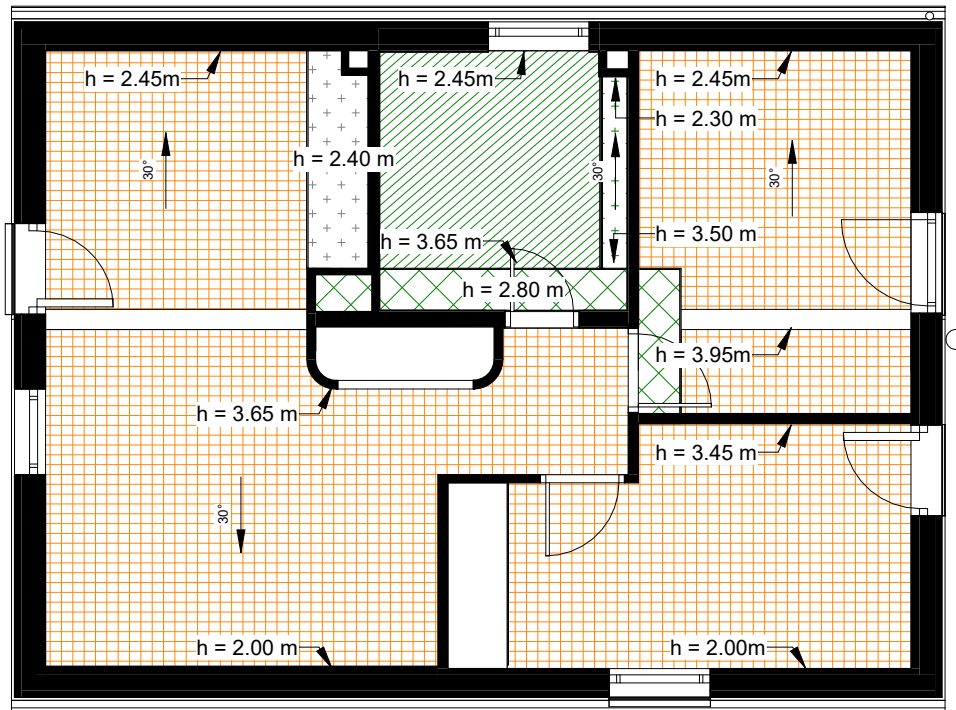 h = 2.45m
h = 2.45m
h = 2.45m
h = 2.30 m
h = 2.40 m
30°
30°
30°
h = 3.50 m
h = 3.65 m
h = 2.80 m
h = 3.95m
h = 3.65 m
h = 3.45 m
30°
h = 2.00 m
h = 2.00m